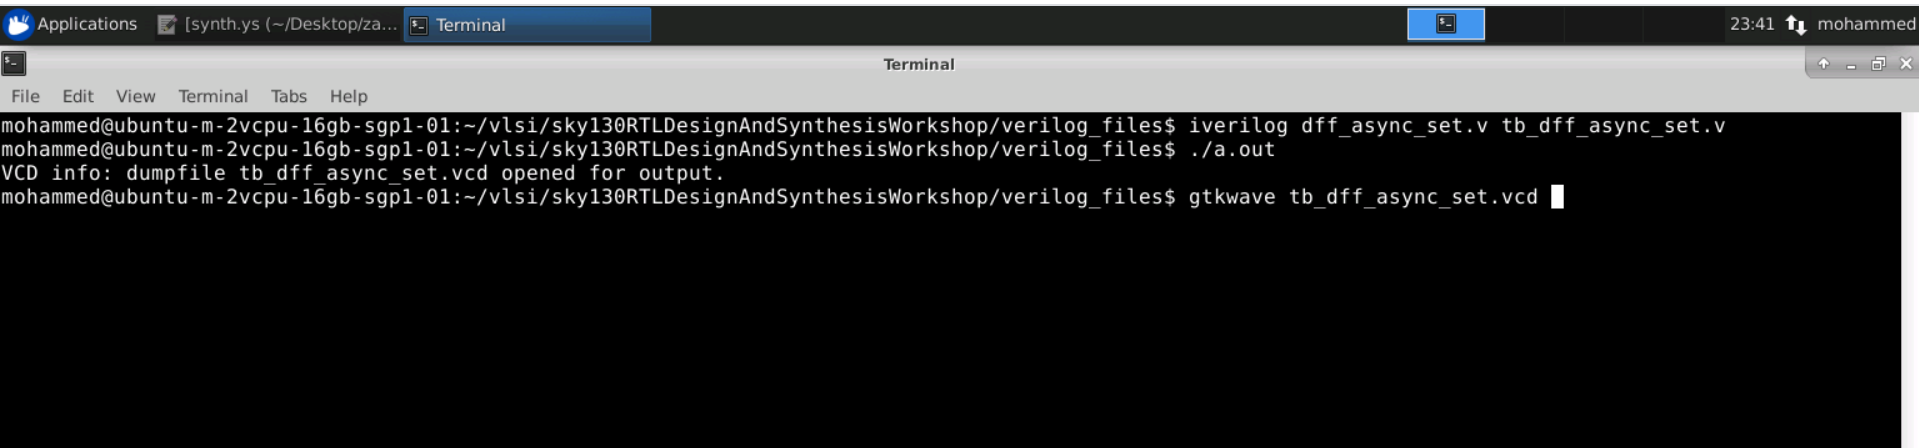 Applications [synth.ys (~/Desktop/za... Terminal 23:41 mohammed
Terminal
File Edit View Terminal Tabs Help
mohammed@ubuntu-m-2vcpu-16gb-sgp1-01:~/vlsi/sky130RTLDesignAndSynthesisWorkshop/verilog_files$ iverilog dff_async_set.v tb_dff_async_set.v
mohammed@ubuntu-m-2vcpu-16gb-sgp1-01:~/vlsi/sky130RTLDesignAndSynthesisWorkshop/verilog_files$ ./a.out
VCD info: dumpfile tb_dff_async_set.vcd opened for output.
mohammed@ubuntu-m-2vcpu-16gb-sgp1-01:~/vlsi/sky130RTLDesignAndSynthesisWorkshop/verilog_files$ gtkwave tb_dff_async_set.vcd